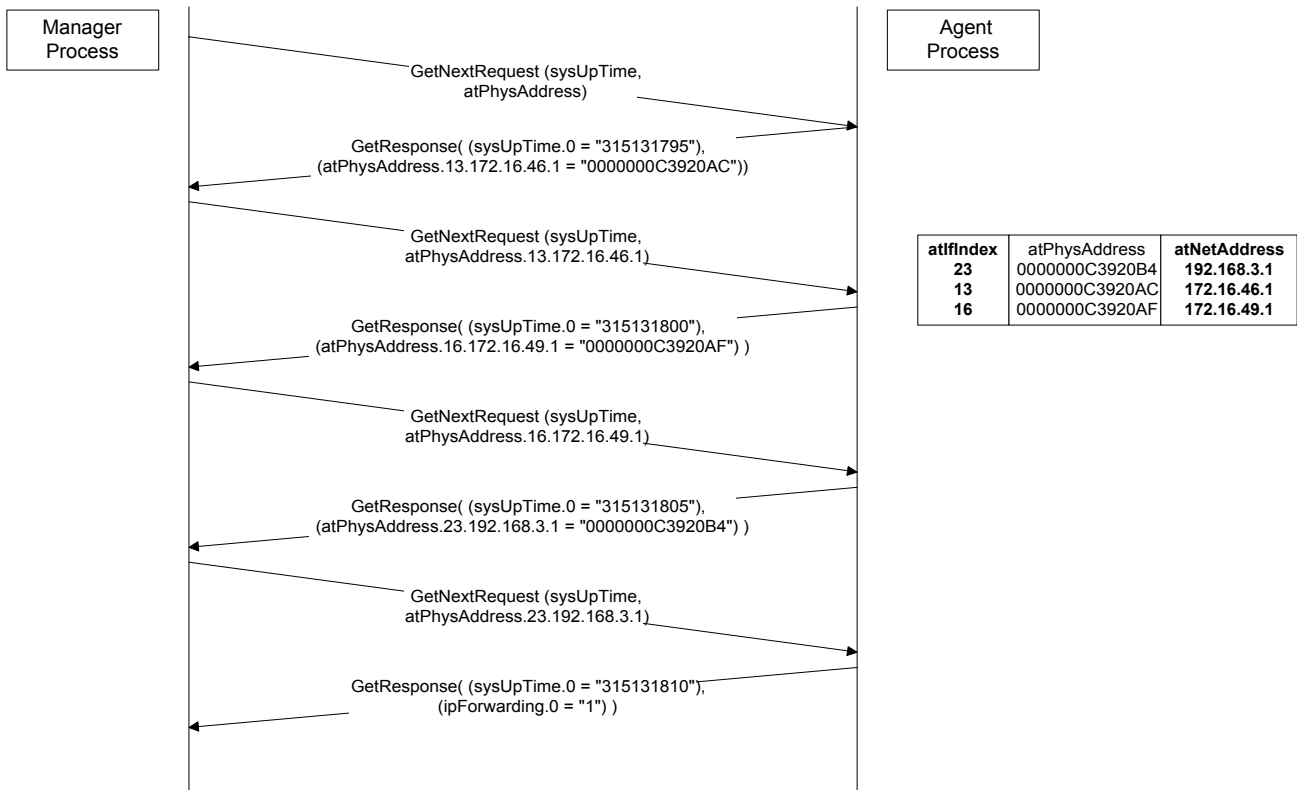 Manager
Process
Agent
Process
GetNextRequest (sysUpTime,
atPhysAddress)
GetResponse( (sysUpTime.0 = "315131795"),
(atPhysAddress.13.172.16.46.1 = "0000000C3920AC"))
GetNextRequest (sysUpTime,
atPhysAddress.13.172.16.46.1)
atIfIndex atPhysAddress atNetAddress
23 0000000C3920B4 192.168.3.1
13 0000000C3920AC 172.16.46.1
16 0000000C3920AF 172.16.49.1
GetResponse( (sysUpTime.0 = "315131800"),
(atPhysAddress.16.172.16.49.1 = "0000000C3920AF") )
GetNextRequest (sysUpTime,
atPhysAddress.16.172.16.49.1)
GetResponse( (sysUpTime.0 = "315131805"),
(atPhysAddress.23.192.168.3.1 = "0000000C3920B4") )
GetNextRequest (sysUpTime,
atPhysAddress.23.192.168.3.1)
GetResponse( (sysUpTime.0 = "315131810"),
(ipForwarding.0 = "1") )